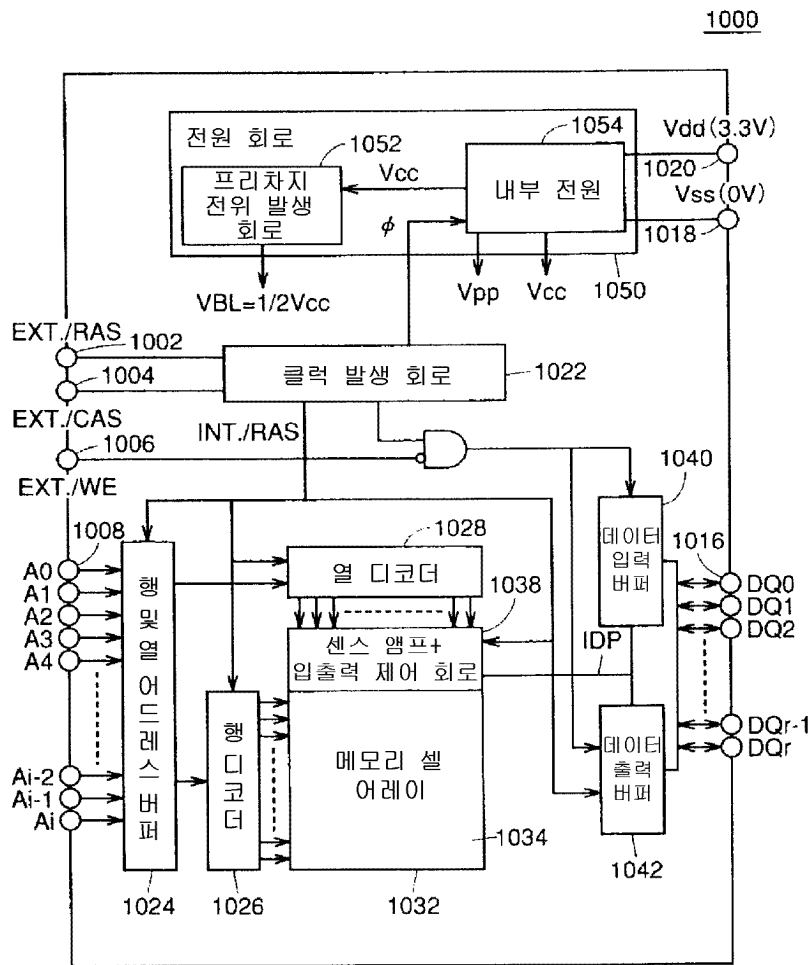 1000
전원 회로
1052
프리차지
전위 발생
회로
Vcc
1054
내부 전원
Vdd(3.3V)
1020
Vss(0V)
1018
ϕ
VBL=1/2Vcc
Vpp
Vcc
1050
EXT./RAS
1002
1004
클럭 발생 회로
1022
EXT./CAS
1006
INT./RAS
EXT./WE
1008
A0
A1
A2
A3
A4
Ai-2
Ai-1
Ai
행 및 열 어드레스 버퍼
1024
행 디코더
1026
1028
열 디코더
1038
센스 앰프+
입출력 제어 회로
메모리 셀
어레이
1034
1032
IDP
1040
데이터
입력
버퍼
데이터
출력
버퍼
1042
1016
DQ0
DQ1
DQ2
DQr-1
DQr